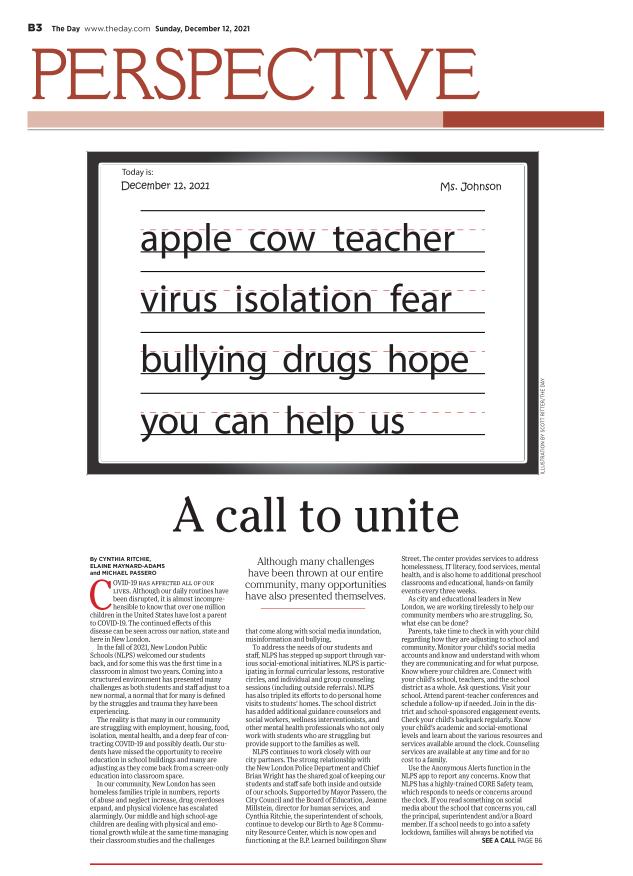 B3 The Day www.theday.com Sunday, December 12, 2021
PERSPECTIVE
Today is:
December 12, 2021
Ms. Johnson
apple cow teacher
virus isolation fear
bullying drugs hope
you can help us
ILLUSTRATION BY SCOTT RITTER/THE DAY
A call to unite
By CYNTHIA RITCHIE,
ELAINE MAYNARD-ADAMS
and MICHAEL PASSERO
COVID-19 HAS AFFECTED ALL OF OUR
LIVES. Although our daily routines have
been disrupted, it is almost incompre-
hensible to know that over one million
children in the United States have lost a parent
to COVID-19. The continued effects of this
disease can be seen across our nation, state and
here in New London.
In the fall of 2021, New London Public
Schools (NLPS) welcomed our students
back, and for some this was the first time in a
classroom in almost two years. Coming into a
structured environment has presented many
challenges as both students and staff adjust to a
new normal, a normal that for many is defined
by the struggles and trauma they have been
experiencing.
The reality is that many in our community
are struggling with employment, housing, food,
isolation, mental health, and a deep fear of con-
tracting COVID-19 and possibly death. Our stu-
dents have missed the opportunity to receive
education in school buildings and many are
adjusting as they come back from a screen-only
education into classroom space.
In our community, New London has seen
homeless families triple in numbers, reports
of abuse and neglect increase, drug overdoses
expand, and physical violence has escalated
alarmingly. Our middle and high school-age
children are dealing with physical and emo-
tional growth while at the same time managing
their classroom studies and the challenges
Although many challenges
have been thrown at our entire
community, many opportunities
have also presented themselves.
that come along with social media inundation,
misinformation and bullying.
To address the needs of our students and
staff, NLPS has stepped up support through var-
ious social-emotional initiatives. NLPS is partic-
ipating in formal curricular lessons, restorative
circles, and individual and group counseling
sessions (including outside referrals). NLPS
has also tripled its efforts to do personal home
visits to students' homes. The school district
has added additional guidance counselors and
social workers, wellness interventionists, and
other mental health professionals who not only
work with students who are struggling but
provide support to the families as well.
NLPS continues to work closely with our
city partners. The strong relationship with
the New London Police Department and Chief
Brian Wright has the shared goal of keeping our
students and staff safe both inside and outside
of our schools. Supported by Mayor Passero, the
City Council and the Board of Education, Jeanne
Millstein, director for human services, and
Cynthia Ritchie, the superintendent of schools,
continue to develop our Birth to Age 8 Commu-
nity Resource Center, which is now open and
functioning at the B.P. Learned buildingon Shaw
Street. The center provides services to address
homelessness, IT literacy, food services, mental
health, and is also home to additional preschool
classrooms and educational, hands-on family
events every three weeks.
As city and educational leaders in New
London, we are working tirelessly to help our
community members who are struggling. So,
what else can be done?
Parents, take time to check in with your child
regarding how they are adjusting to school and
community. Monitor your child's social media
accounts and know and understand with whom
they are communicating and for what purpose.
Know where your children are. Connect with
your child's school, teachers, and the school
district as a whole. Ask questions. Visit your
school. Attend parent-teacher conferences and
schedule a follow-up if needed. Join in the dis-
trict and school-sponsored engagement events.
Check your child's backpack regularly. Know
your child's academic and social-emotional
levels and learn about the various resources and
services available around the clock. Counseling
services are available at any time and for no
cost to a family.
Use the Anonymous Alerts function in the
NLPS app to report any concerns. Know that
NLPS has a highly-trained CORE Safety team,
which responds to needs or concerns around
the clock. If you read something on social
media about the school that concerns you, call
the principal, superintendent and/or a Board
member. If a school needs to go into a safety
lockdown, families will always be notified via
SEE A CALL PAGE B6